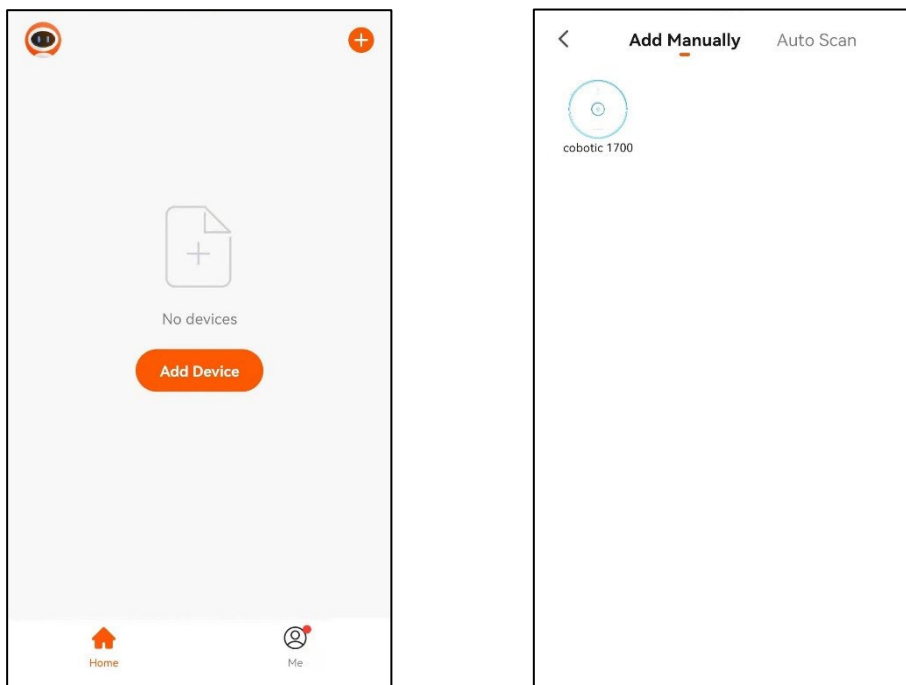 No devices
Add Device
Home
Me
Add Manually
Auto Scan
cobotic 1700